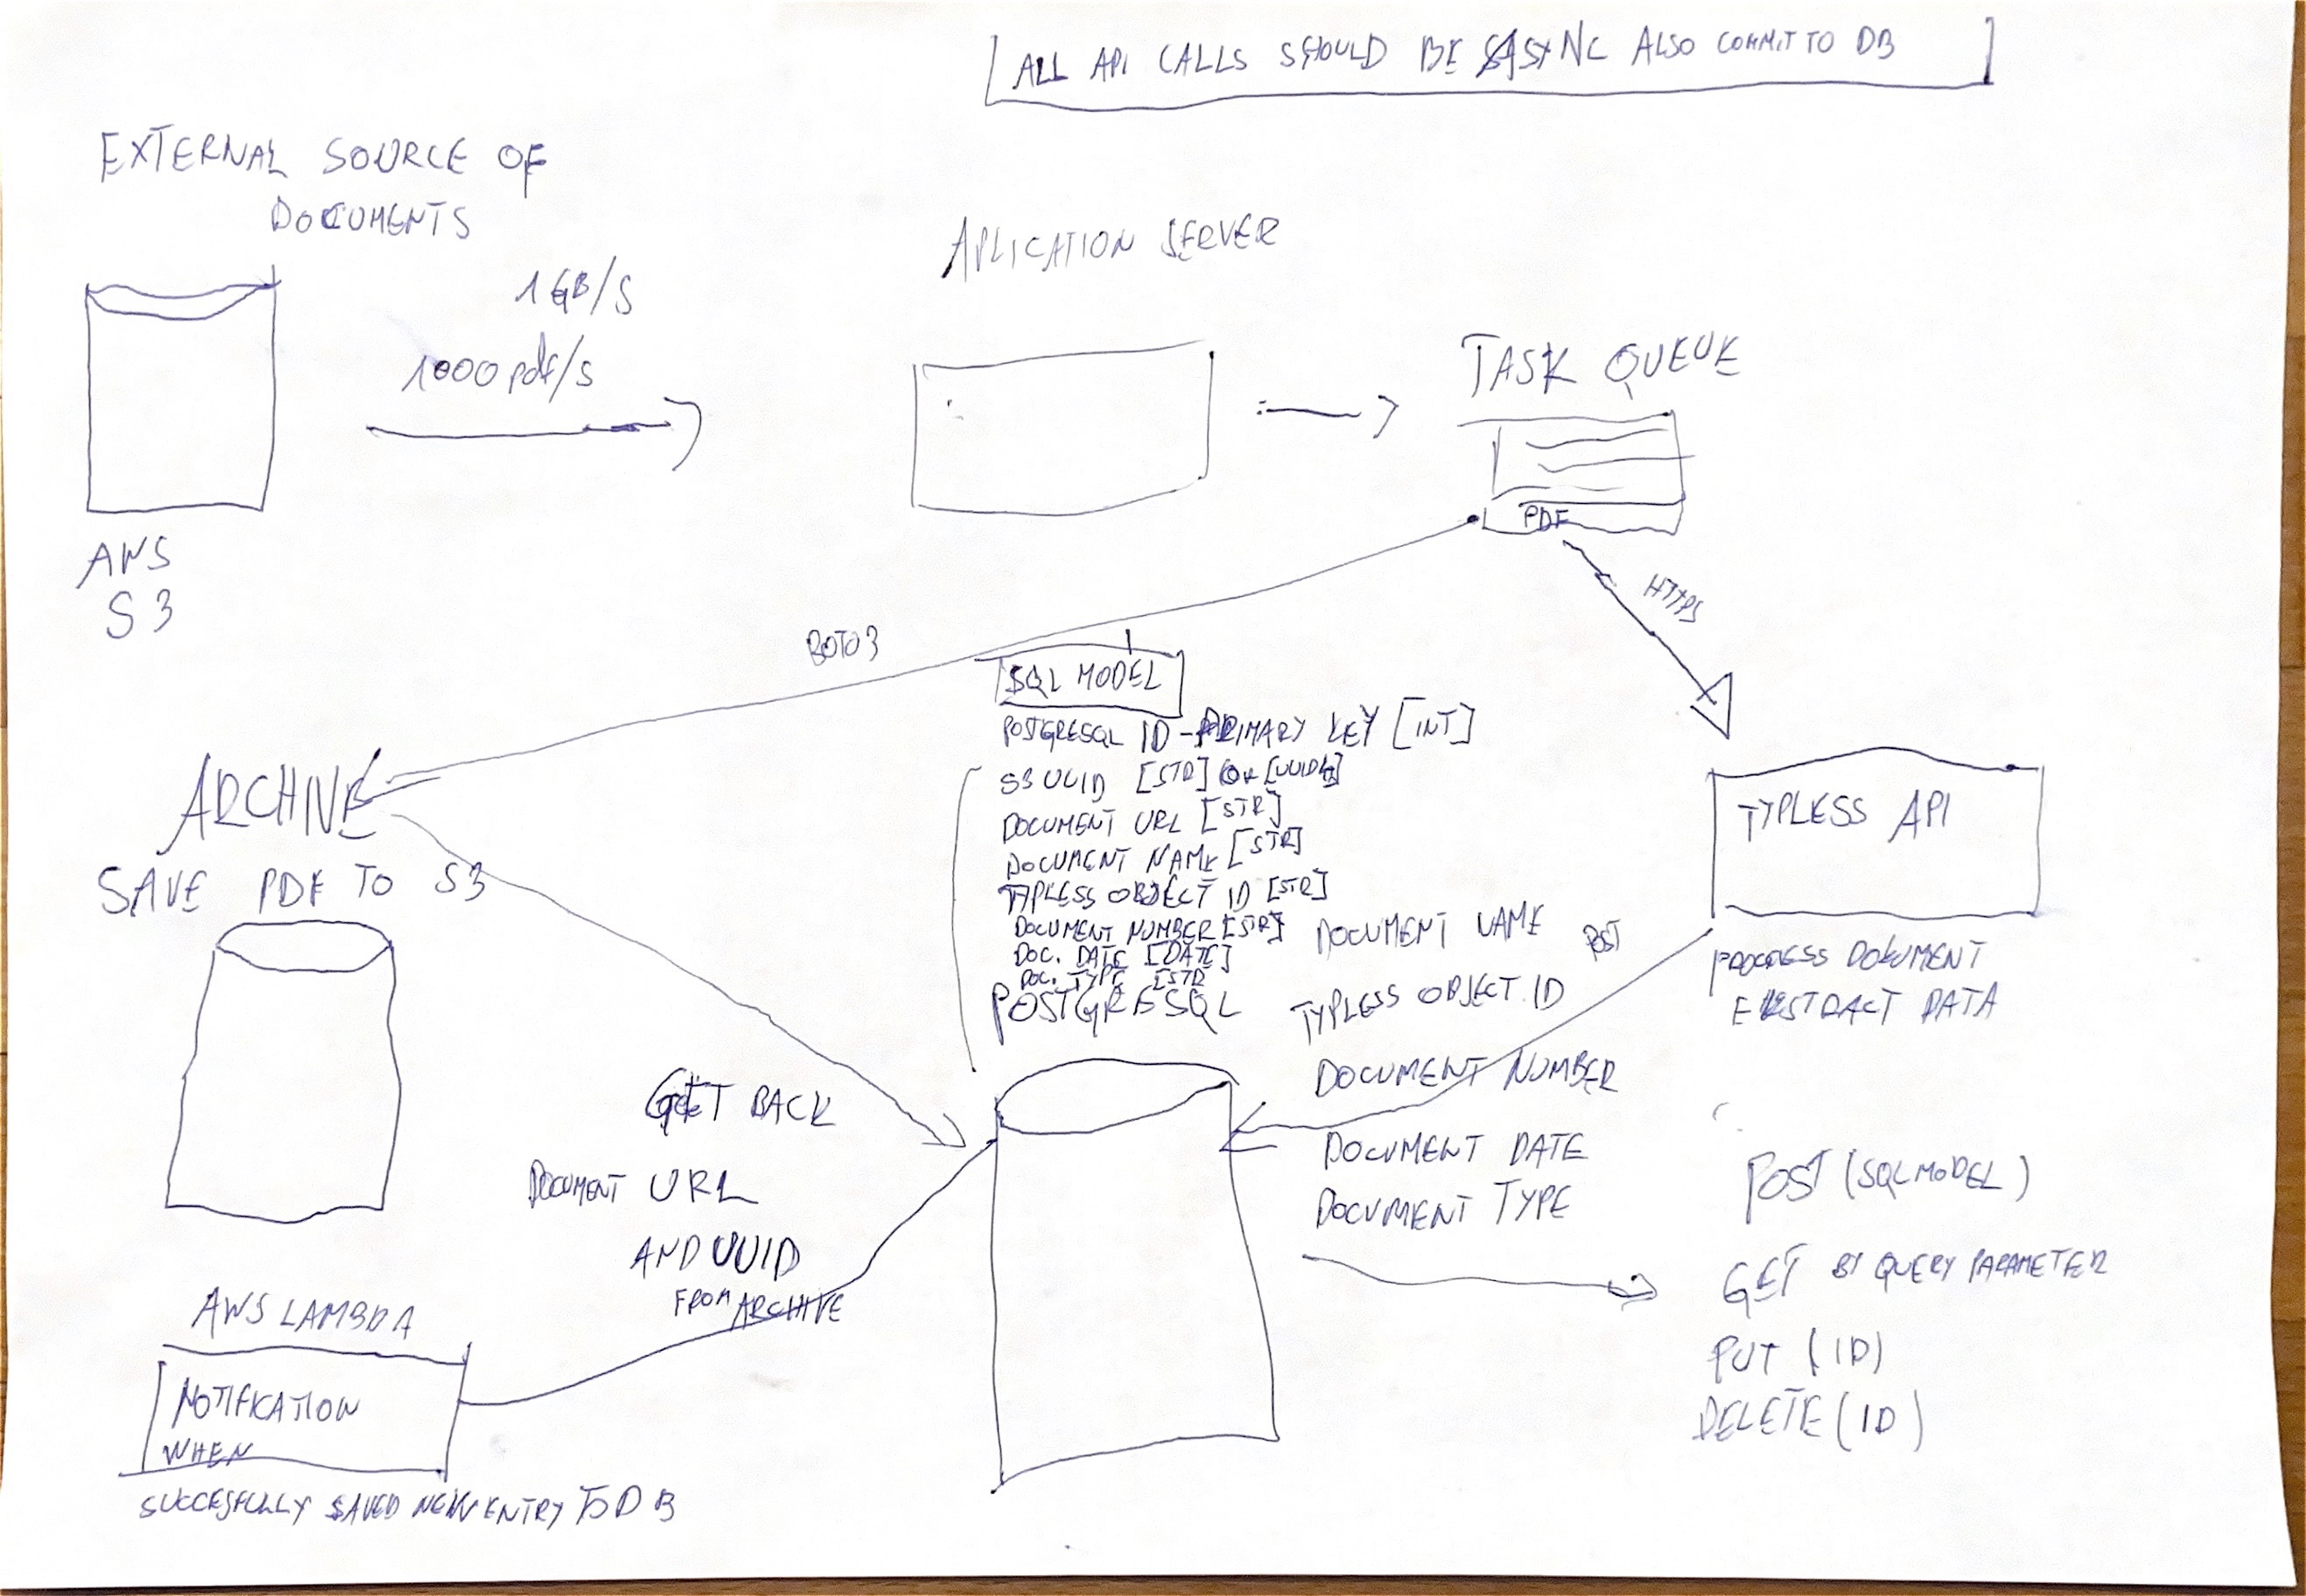 ALL API CALLS SHOULD BE ASYNC ALSO COMMIT TO DB
EXTERNAL SOURCE OF
DOCUMENTS
1 GB/S
1000 pdf/s
AWS
S3
APLICATION SERVER
TASK QUEUE
PDF
HTTPS
BOTO3
SQL MODEL
POSTGRESQL ID - PRIMARY KEY [INT]
S3 UUID [STR] OR [UUID4]
DOCUMENT URL [STR]
DOCUMENT NAME [STR]
TYPLESS OBJECT ID [STR]
DOCUMENT NUMBER [STR]
DOC. DATE [DATE]
DOC. TYPE [STR
POSTGRESQL
ARCHIVE
SAVE PDF TO S3
TYPLESS API
PROCESS DOKUMENT
EKSTRACT DATA
POST
DOCUMENT NAME
TYPLESS OBJECT ID
DOCUMENT NUMBER
DOCUMENT DATE
DOCUMENT TYPE
GET BACK
DOCUMENT URL
AND UUID
FROM ARCHIVE
POST (SQLMODEL)
GET BY QUERY PARAMETER
PUT (ID)
DELETE (ID)
AWS LAMBDA
NOTIFICATION
WHEN
SUCCESFULLY SAVED NEW ENTRY TO DB